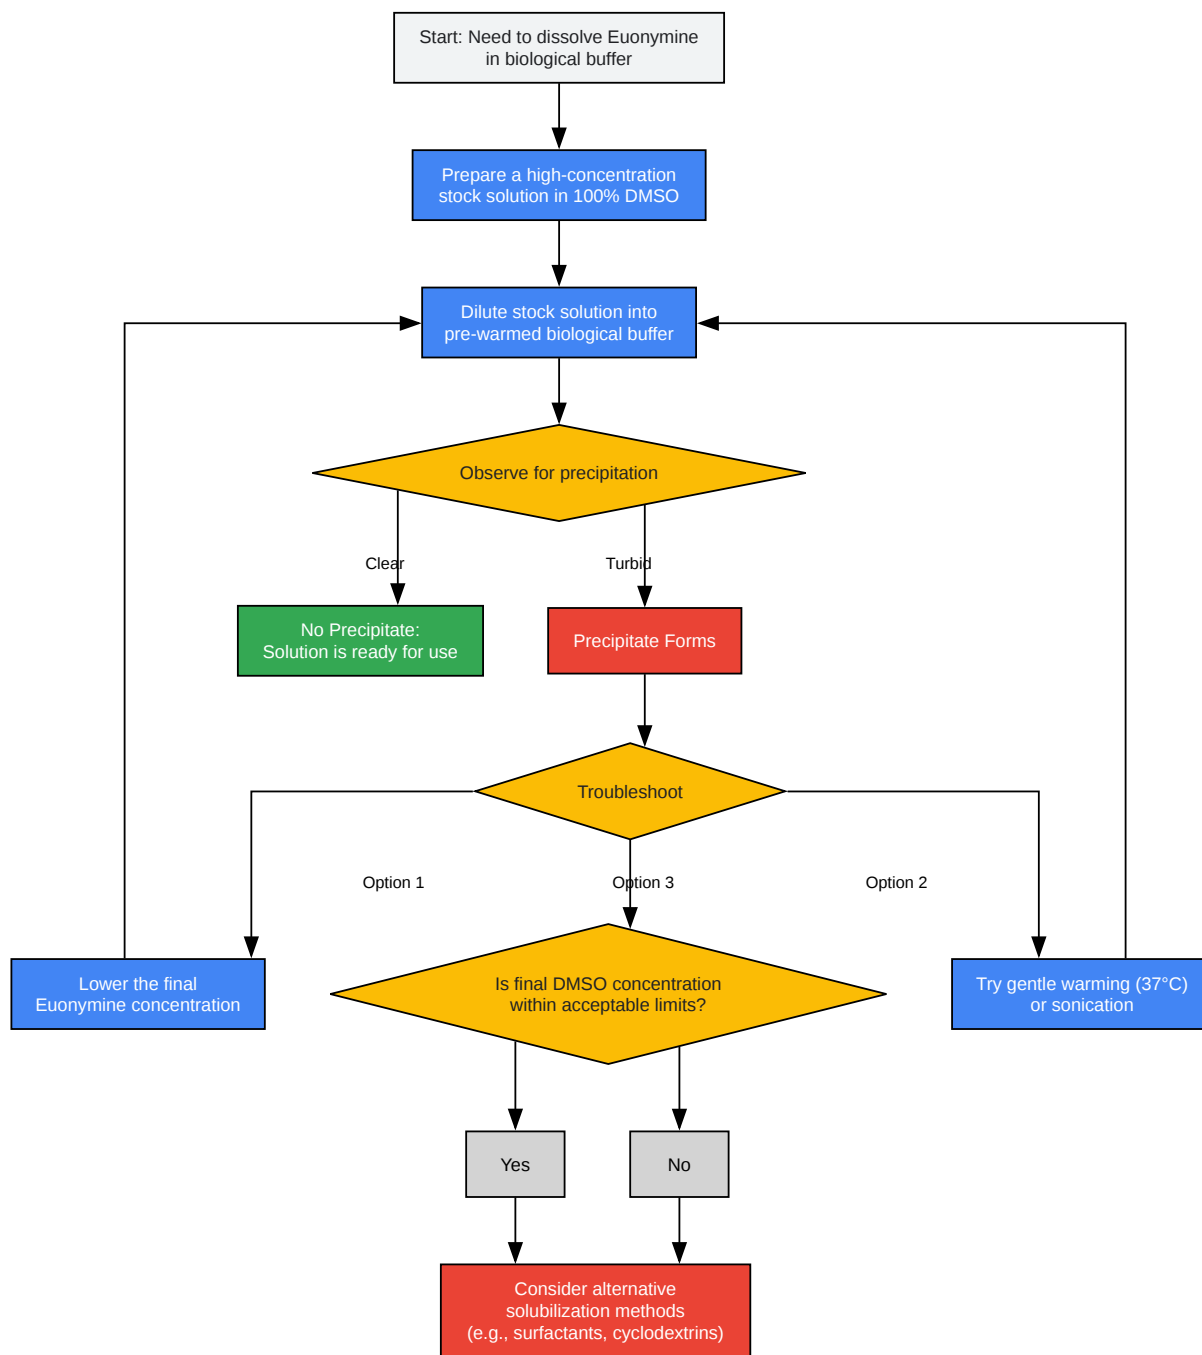 Start: Need to dissolve Euonymine
in biological buffer
Prepare a high-concentration
stock solution in 100% DMSO
Dilute stock solution into
pre-warmed biological buffer
Observe for precipitation
Clear
Turbid
No Precipitate:
Solution is ready for use
Precipitate Forms
Troubleshoot
Option 1
Option 3
Option 2
Lower the final
Euonymine concentration
Is final DMSO concentration
within acceptable limits?
Try gentle warming (37°C)
or sonication
Yes
No
Consider alternative
solubilization methods
(e.g., surfactants, cyclodextrins)